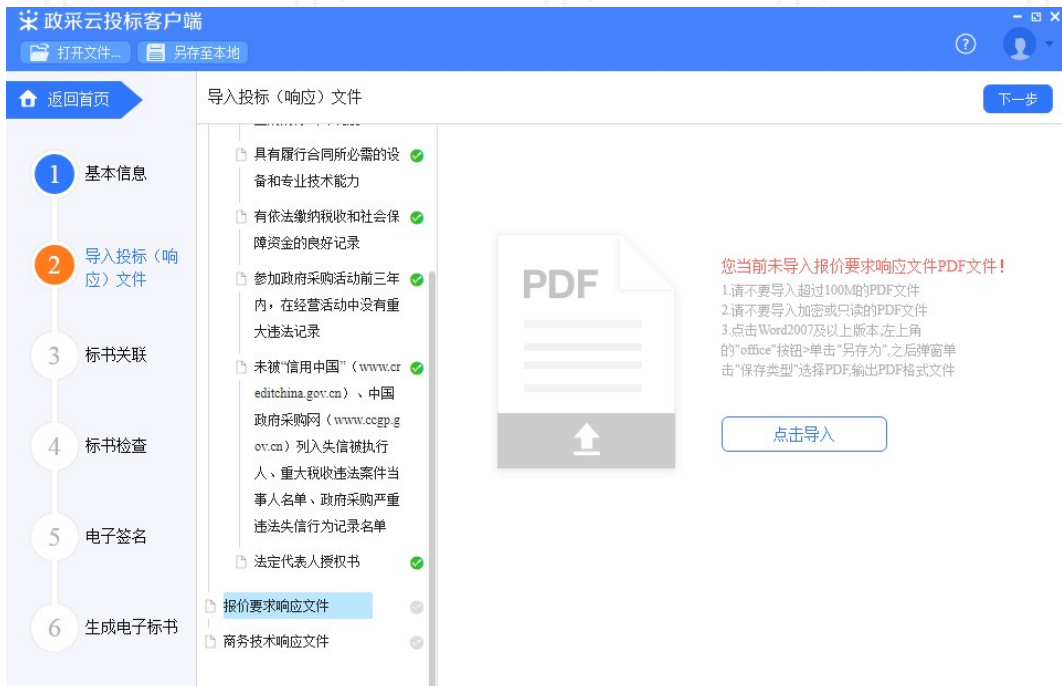 政采云投标客户端
打开文件...
另存至本地
返回首页
导入投标（响应）文件
下一步
1
基本信息
2
导入投标（响
应）文件
3
标书关联
4
标书检查
5
电子签名
6
生成电子标书
具有履行合同所必需的设
备和专业技术能力
有依法缴纳税收和社会保
障资金的良好记录
参加政府采购活动前三年
内，在经营活动中没有重
大违法记录
未被“信用中国”（www.cr
editchina.gov.cn）、中国
政府采购网（www.ccgp.g
ov.cn）列入失信被执行
人、重大税收违法案件当
事人名单、政府采购严重
违法失信行为记录名单
法定代表人授权书
报价要求响应文件
商务技术响应文件
PDF
您当前未导入报价要求响应文件PDF文件！
1.请不要导入超过100M的PDF文件
2.请不要导入加密或只读的PDF文件
3.点击Word2007及以上版本,左上角
的"office"按钮>单击"另存为",之后弹窗单
击"保存类型"选择PDF,输出PDF格式文件
点击导入